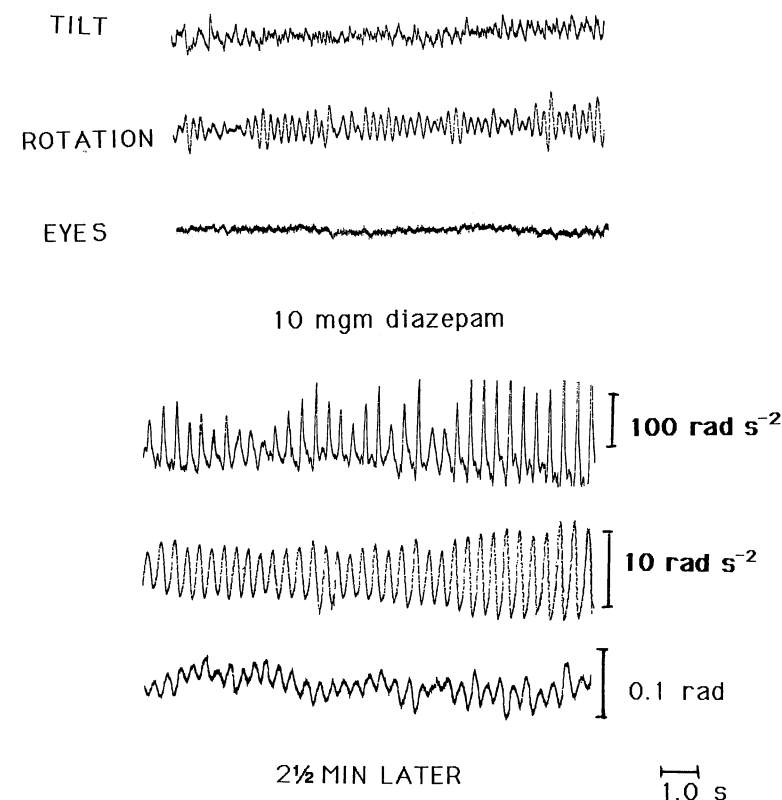 TILT
ROTATION
EYES
10 mgm diazepam
100 rad s⁻²
10 rad s⁻²
0.1 rad
2½ MIN LATER
1.0 s